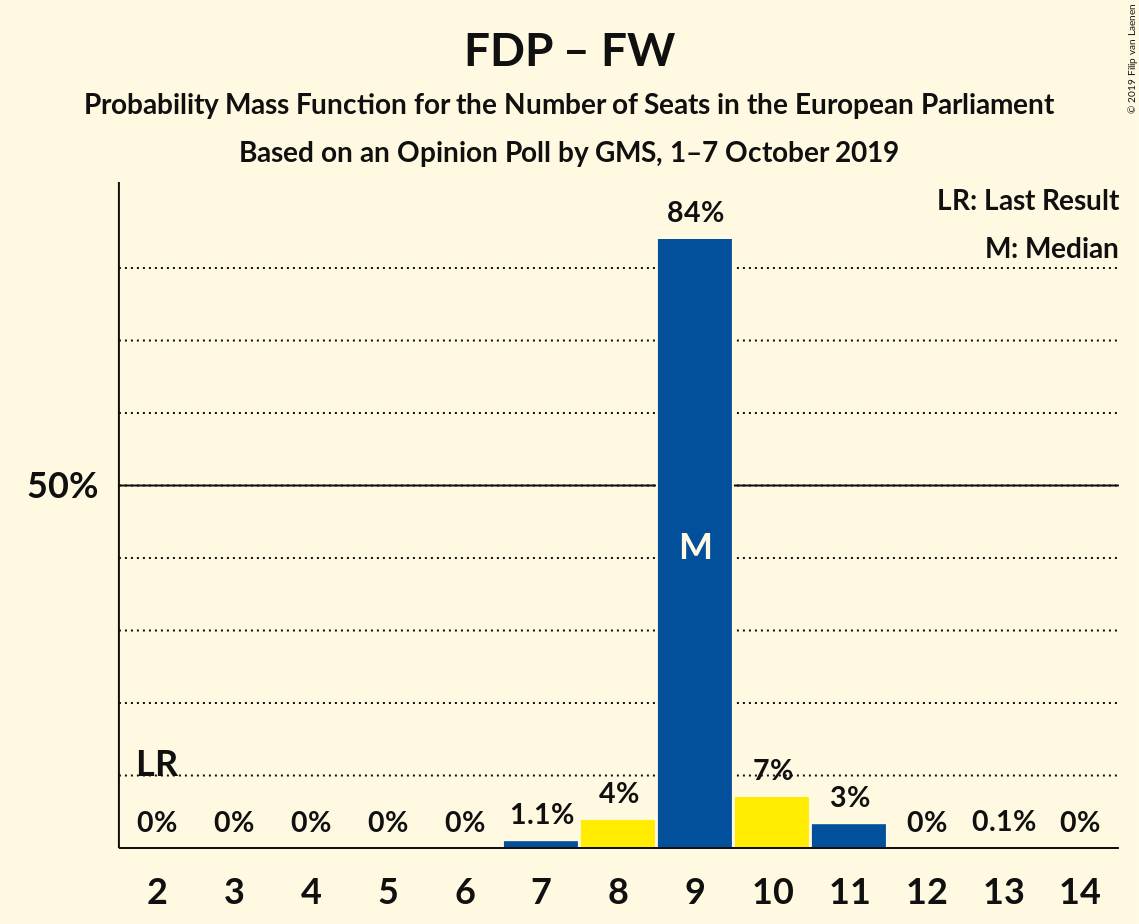 FDP – FW
Probability Mass Function for the Number of Seats in the European Parliament
Based on an Opinion Poll by GMS, 1–7 October 2019
© 2019 Filip van Laenen
LR: Last Result
M: Median
84%
50%
M
LR
0%
0%
0%
0%
0%
1.1%
4%
7%
3%
0%
0.1%
0%
2 3 4 5 6 7 8 9 10 11 12 13 14